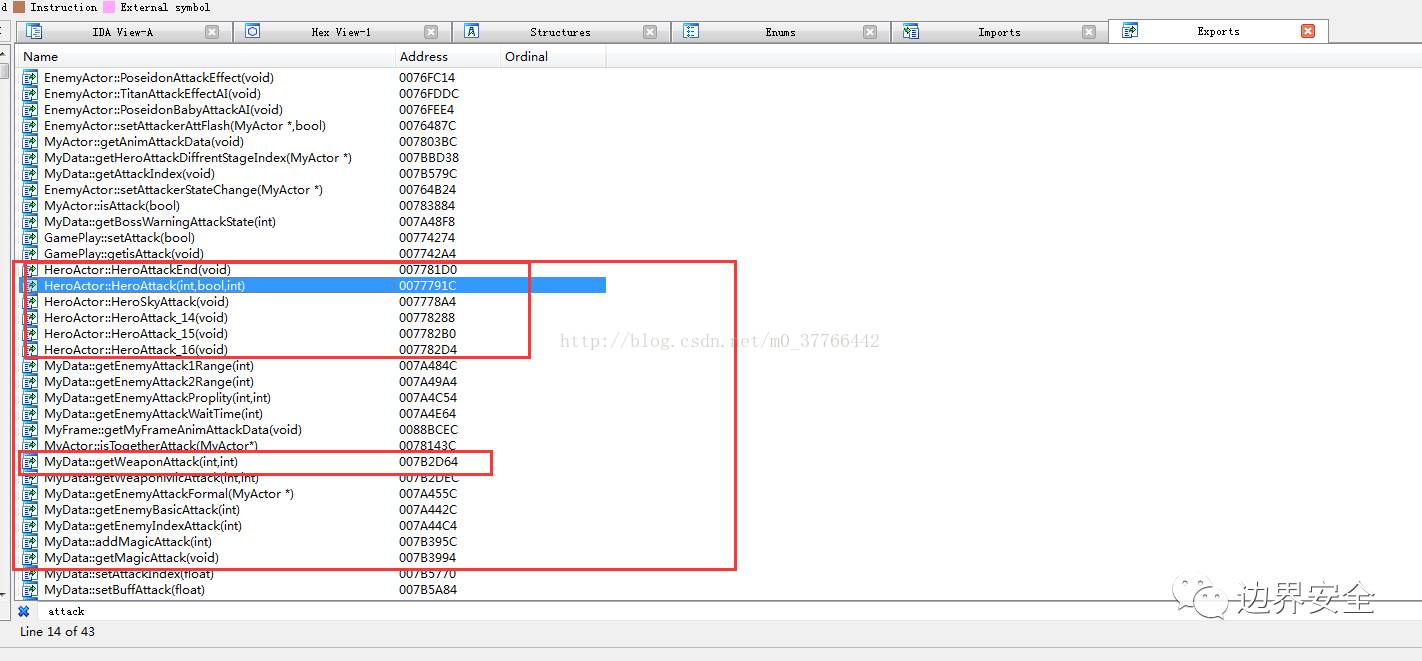 d Instruction External symbol
IDA View-A Hex View-1 Structures Enums Imports Exports
Name Address Ordinal
EnemyActor::PoseidonAttackEffect(void) 0076FC14
EnemyActor::TitanAttackEffectAI(void) 0076FDDC
EnemyActor::PoseidonBabyAttackAI(void) 0076FEE4
EnemyActor::setAttackerAttFlash(MyActor *,bool) 0076487C
MyActor::getAnimAttackData(void) 007803BC
MyData::getHeroAttackDiffrentStageIndex(MyActor *) 007BBD38
MyData::getAttackIndex(void) 007B579C
EnemyActor::setAttackerStateChange(MyActor *) 00764B24
MyActor::isAttack(bool) 00783884
MyData::getBossWarningAttackState(int) 007A48F8
GamePlay::setAttack(bool) 00774274
GamePlay::getisAttack(void) 007742A4
HeroActor::HeroAttackEnd(void) 007781D0
HeroActor::HeroAttack(int,bool,int) 0077791C
HeroActor::HeroSkyAttack(void) 007778A4
HeroActor::HeroAttack_14(void) 00778288
HeroActor::HeroAttack_15(void) 007782B0
http://blog.csdn.net/m0_37766442
HeroActor::HeroAttack_16(void) 007782D4
MyData::getEnemyAttack1Range(int) 007A484C
MyData::getEnemyAttack2Range(int) 007A49A4
MyData::getEnemyAttackProplity(int,int) 007A4C54
MyData::getEnemyAttackWaitTime(int) 007A4E64
MyFrame::getMyFrameAnimAttackData(void) 0088BCEC
MyActor::isTogetherAttack(MyActor*) 0078143C
MyData::getWeaponAttack(int,int) 007B2D64
MyData::getWeaponMicAttack(int,int) 007B2DEC
MyData::getEnemyAttackFormal(MyActor *) 007A455C
MyData::getEnemyBasicAttack(int) 007A442C
MyData::getEnemyIndexAttack(int) 007A44C4
MyData::addMagicAttack(int) 007B395C
MyData::getMagicAttack(void) 007B3994
MyData::setAttackIndex(float) 007B5770
MyData::setBuffAttack(float) 007B5A84
边界安全
attack
Line 14 of 43